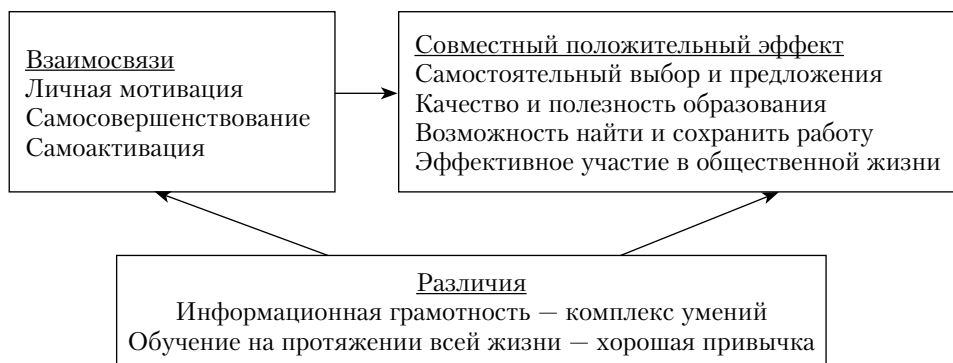 Взаимосвязи
Личная мотивация
Самосовершенствование
Самоактивация
Совместный положительный эффект
Самостоятельный выбор и предложения
Качество и полезность образования
Возможность найти и сохранить работу
Эффективное участие в общественной жизни
Различия
Информационная грамотность — комплекс умений
Обучение на протяжении всей жизни — хорошая привычка